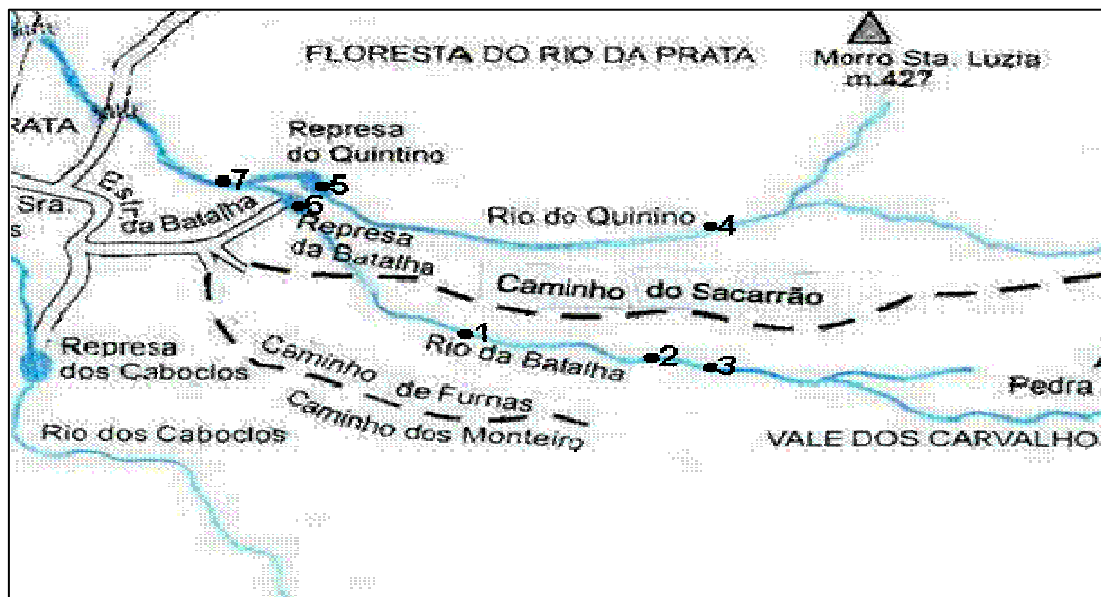 FLORESTA DO RIO DA PRATA
Morro Sta. Luzia
m.427
RATA
Represa
do Quintino
7
5
Estr.
da Batalha
Sra.
s
6
Represa
da Batalha
Rio do Quinino
4
Caminho do Sacarrão
1
Rio da Batalha
2
3
Represa
dos Caboclos
Caminho de Furnas
Caminho dos Monteiro
Pedra
Rio dos Caboclos
VALE DOS CARVALHO